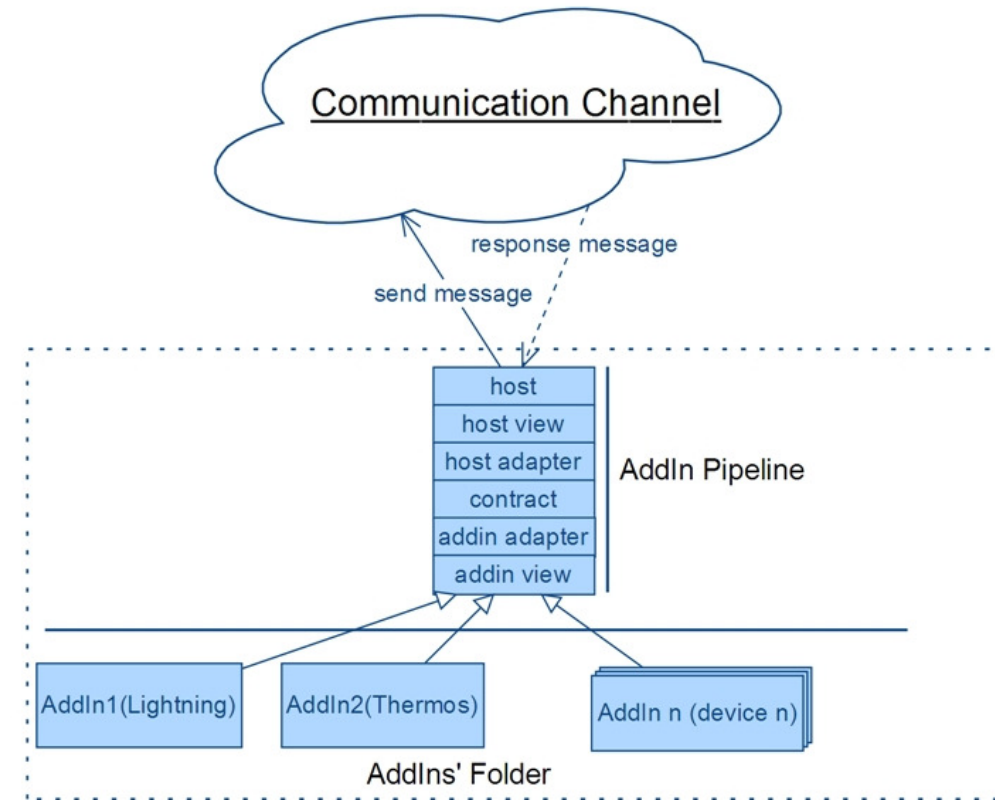 Communication Channel
response message
send message
host
host view
host adapter
contract
addin adapter
addin view
AddIn Pipeline
AddIn1(Lightning)
AddIn2(Thermos)
AddIn n (device n)
AddIns' Folder